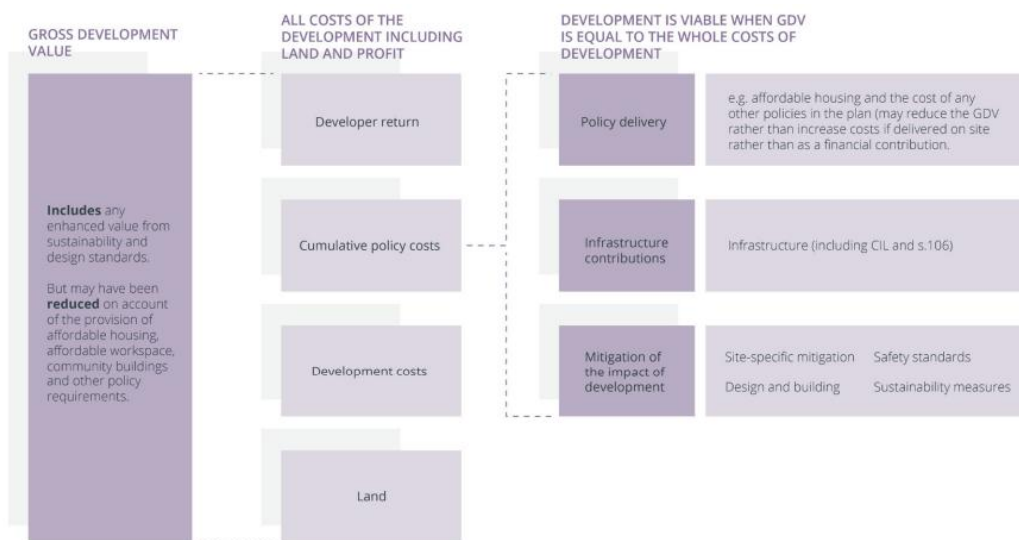 GROSS DEVELOPMENT
VALUE
Includes any
enhanced value from
sustainability and
design standards.
But may have been
reduced on account
of the provision of
affordable housing,
affordable workspace,
community buildings
and other policy
requirements.
ALL COSTS OF THE
DEVELOPMENT INCLUDING
LAND AND PROFIT
Developer return
Cumulative policy costs
Development costs
Land
DEVELOPMENT IS VIABLE WHEN GDV
IS EQUAL TO THE WHOLE COSTS OF
DEVELOPMENT
Policy delivery
e.g. affordable housing and the cost of any
other policies in the plan (may reduce the GDV
rather than increase costs if delivered on site
rather than as a financial contribution.
Infrastructure
contributions
Infrastructure (including CIL and s.106)
Mitigation of
the impact of
development
Site-specific mitigation Safety standards
Design and building Sustainability measures